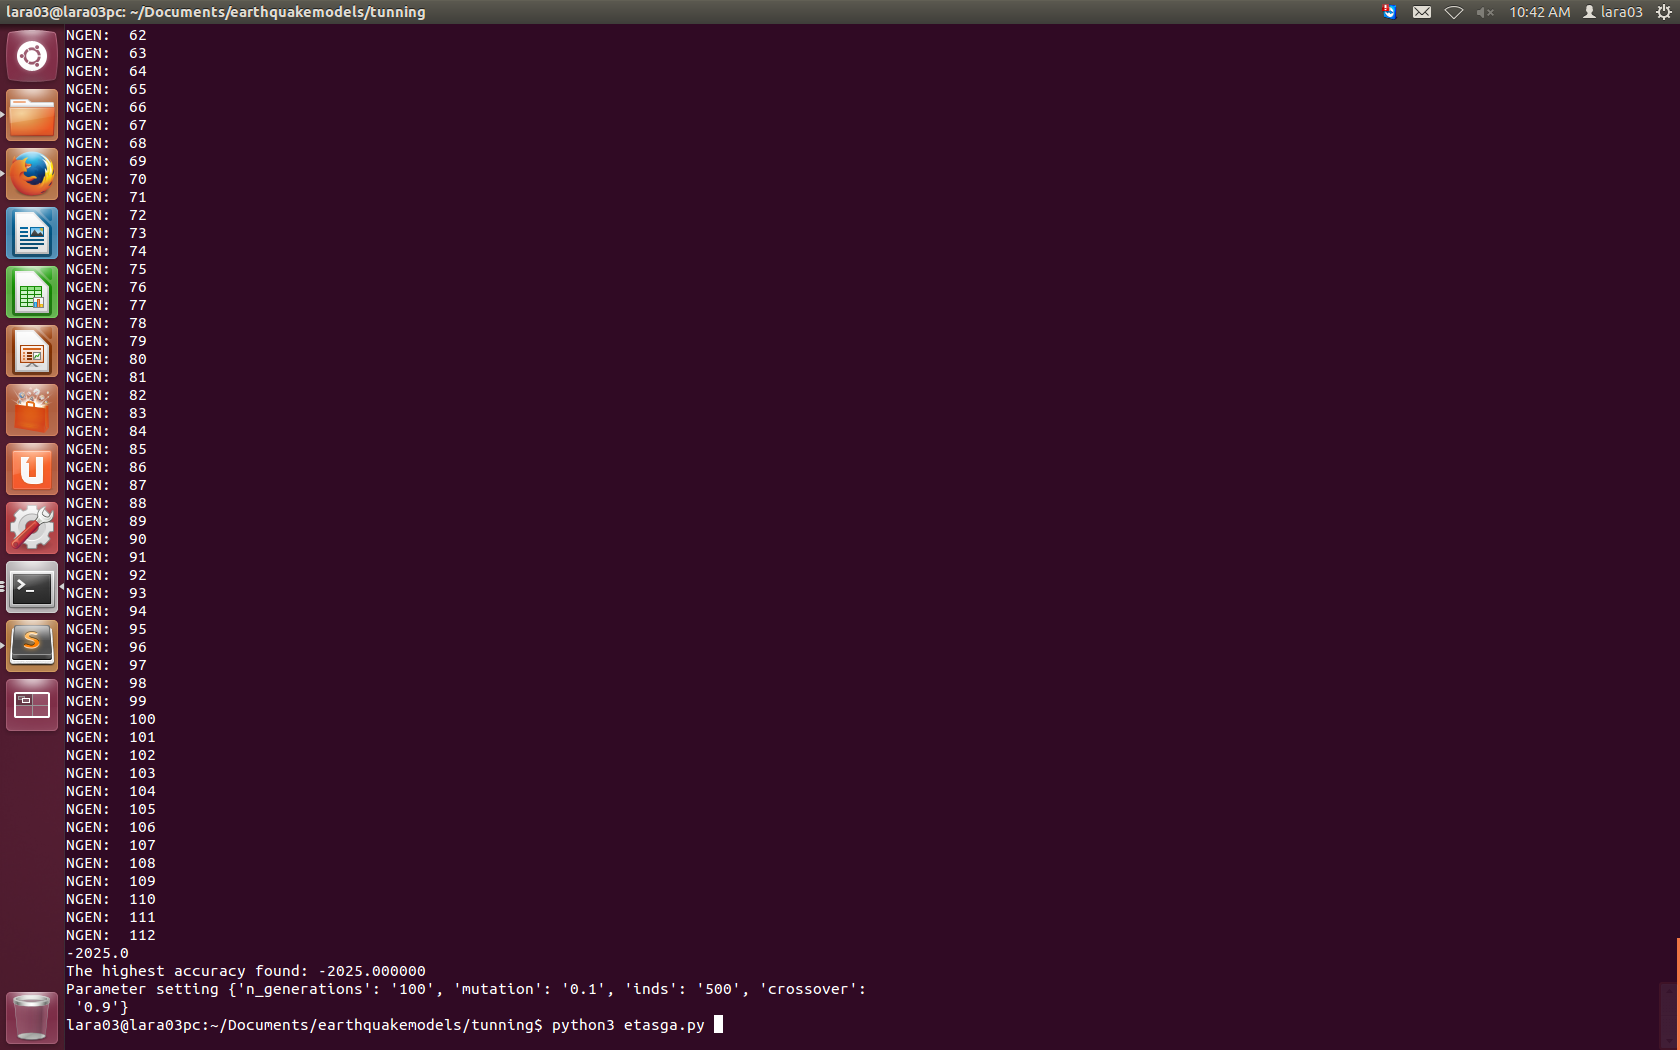 lara03@lara03pc: ~/Documents/earthquakemodels/tunning
10:42 AM lara03
NGEN:  62
NGEN:  63
NGEN:  64
NGEN:  65
NGEN:  66
NGEN:  67
NGEN:  68
NGEN:  69
NGEN:  70
NGEN:  71
NGEN:  72
NGEN:  73
NGEN:  74
NGEN:  75
NGEN:  76
NGEN:  77
NGEN:  78
NGEN:  79
NGEN:  80
NGEN:  81
NGEN:  82
NGEN:  83
NGEN:  84
NGEN:  85
NGEN:  86
NGEN:  87
NGEN:  88
NGEN:  89
NGEN:  90
NGEN:  91
NGEN:  92
NGEN:  93
NGEN:  94
NGEN:  95
NGEN:  96
NGEN:  97
NGEN:  98
NGEN:  99
NGEN:  100
NGEN:  101
NGEN:  102
NGEN:  103
NGEN:  104
NGEN:  105
NGEN:  106
NGEN:  107
NGEN:  108
NGEN:  109
NGEN:  110
NGEN:  111
NGEN:  112
-2025.0
The highest accuracy found: -2025.000000
Parameter setting {'n_generations': '100', 'mutation': '0.1', 'inds': '500', 'crossover':
 '0.9'}
lara03@lara03pc:~/Documents/earthquakemodels/tunning$ python3 etasga.py